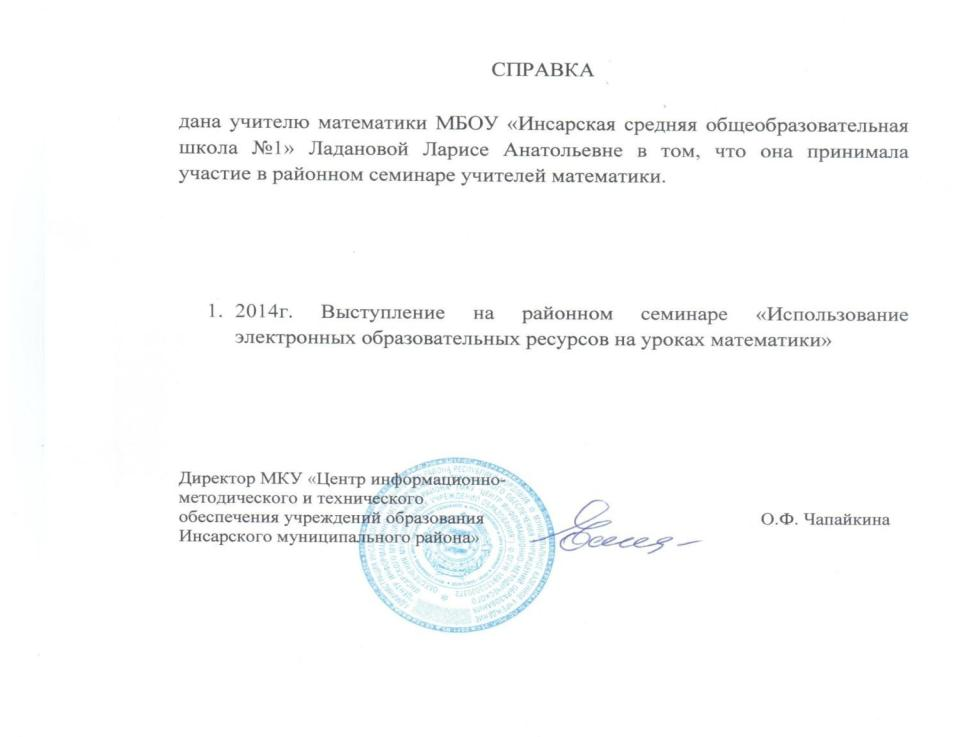 СПРАВКА
дана учителю математики МБОУ «Инсарская средняя общеобразовательная
школа №1» Ладановой Ларисе Анатольевне в том, что она принимала
участие в районном семинаре учителей математики.
1. 2014г. Выступление на районном семинаре «Использование
электронных образовательных ресурсов на уроках математики»
Директор МКУ «Центр информационно-
методического и технического
обеспечения учреждений образования
Инсарского муниципального района»
О.Ф. Чапайкина